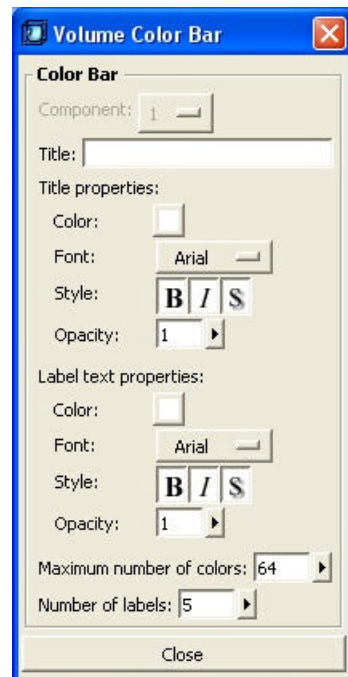 Volume Color Bar
Color Bar
Component: 1
Title:
Title properties:
Color:
Font: Arial
Style: B I S
Opacity: 1
Label text properties:
Color:
Font: Arial
Style: B I S
Opacity: 1
Maximum number of colors: 64
Number of labels: 5
Close